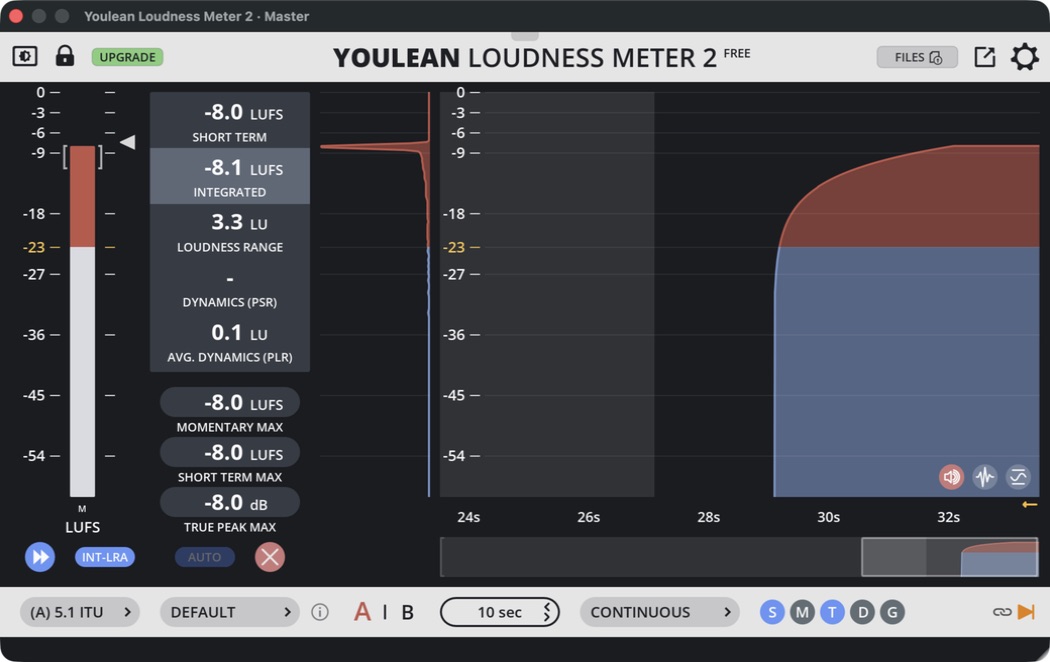 Youlean Loudness Meter 2 · Master
UPGRADE
YOULEAN LOUDNESS METER 2 FREE
FILES
0
-3
-6
-9
-18
-23
-27
-36
-45
-54
M
LUFS
-8.0 LUFS
SHORT TERM
-8.1 LUFS
INTEGRATED
3.3 LU
LOUDNESS RANGE
-
DYNAMICS (PSR)
0.1 LU
AVG. DYNAMICS (PLR)
-8.0 LUFS
MOMENTARY MAX
-8.0 LUFS
SHORT TERM MAX
-8.0 dB
TRUE PEAK MAX
INT-LRA
AUTO
0
-3
-6
-9
-18
-23
-27
-36
-45
-54
24s 26s 28s 30s 32s
(A) 5.1 ITU DEFAULT A | B 10 sec CONTINUOUS S M T D G